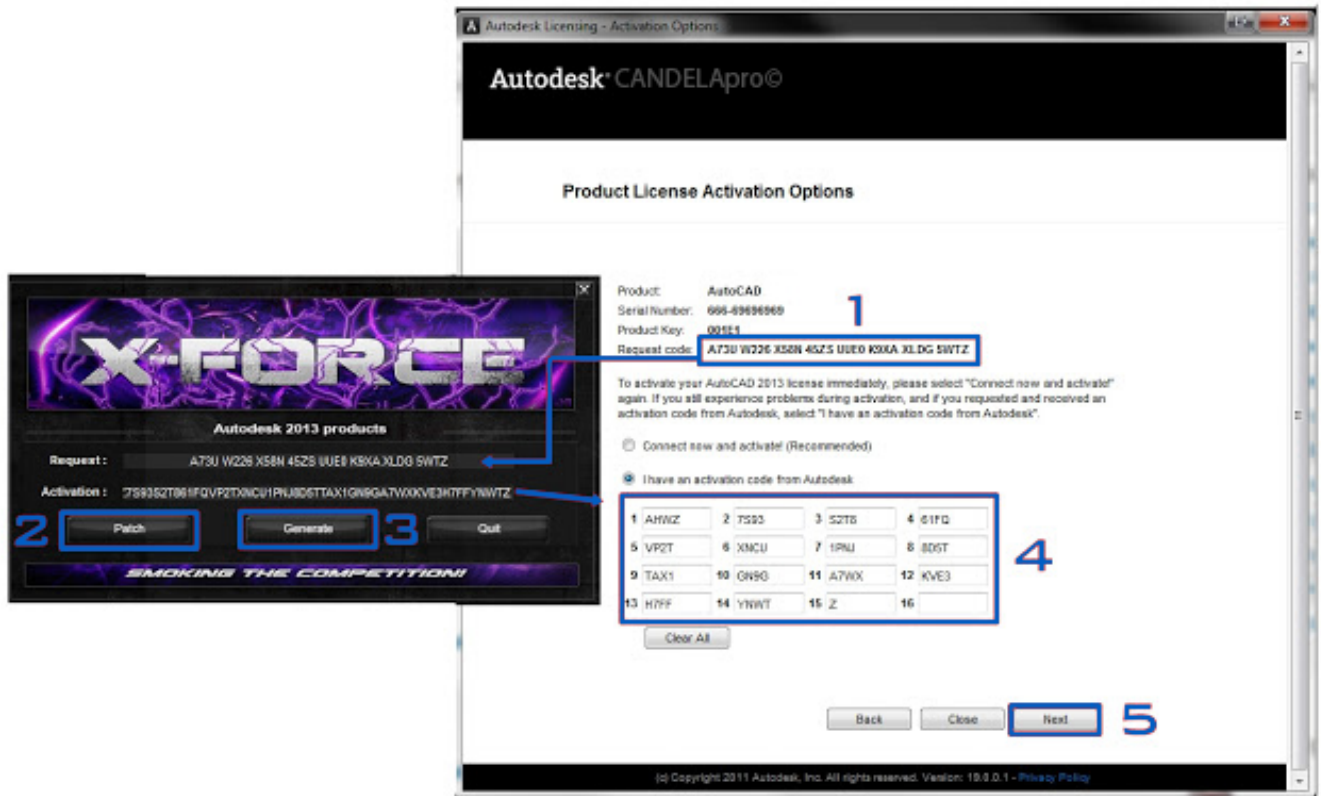 Autodesk Licensing - Activation Options
Autodesk® CANDELApro©
Product License Activation Options
Product: AutoCAD
Serial Number: 666-69696969
Product Key: 001E1
1
Request code: A73U W226 X58N 45ZS UUE0 K9XA XLDG 5WTZ
To activate your AutoCAD 2013 license immediately, please select "Connect now and activate!"
again. If you still experience problems during activation, and if you requested and received an
activation code from Autodesk, select "I have an activation code from Autodesk".
Connect now and activate! (Recommended)
I have an activation code from Autodesk
1 AHWZ 2 7S93 3 S2T8 4 61FQ
5 VP2T 6 XNCU 7 1PNJ 8 8D5T
9 TAX1 10 GN9G 11 A7WX 12 KVE3
13 H7FF 14 YNWT 15 Z 16
4
Clear All
Back Close Next
5
(c) Copyright 2011 Autodesk, Inc. All rights reserved. Version: 19.0.0.1 - Privacy Policy
X-FORCE
Autodesk 2013 products
Request: A73U W226 X58N 45ZS UUE0 K9XA XLDG 5WTZ
Activation:
2 Patch Generate 3 Quit
SMOKING THE COMPETITION!